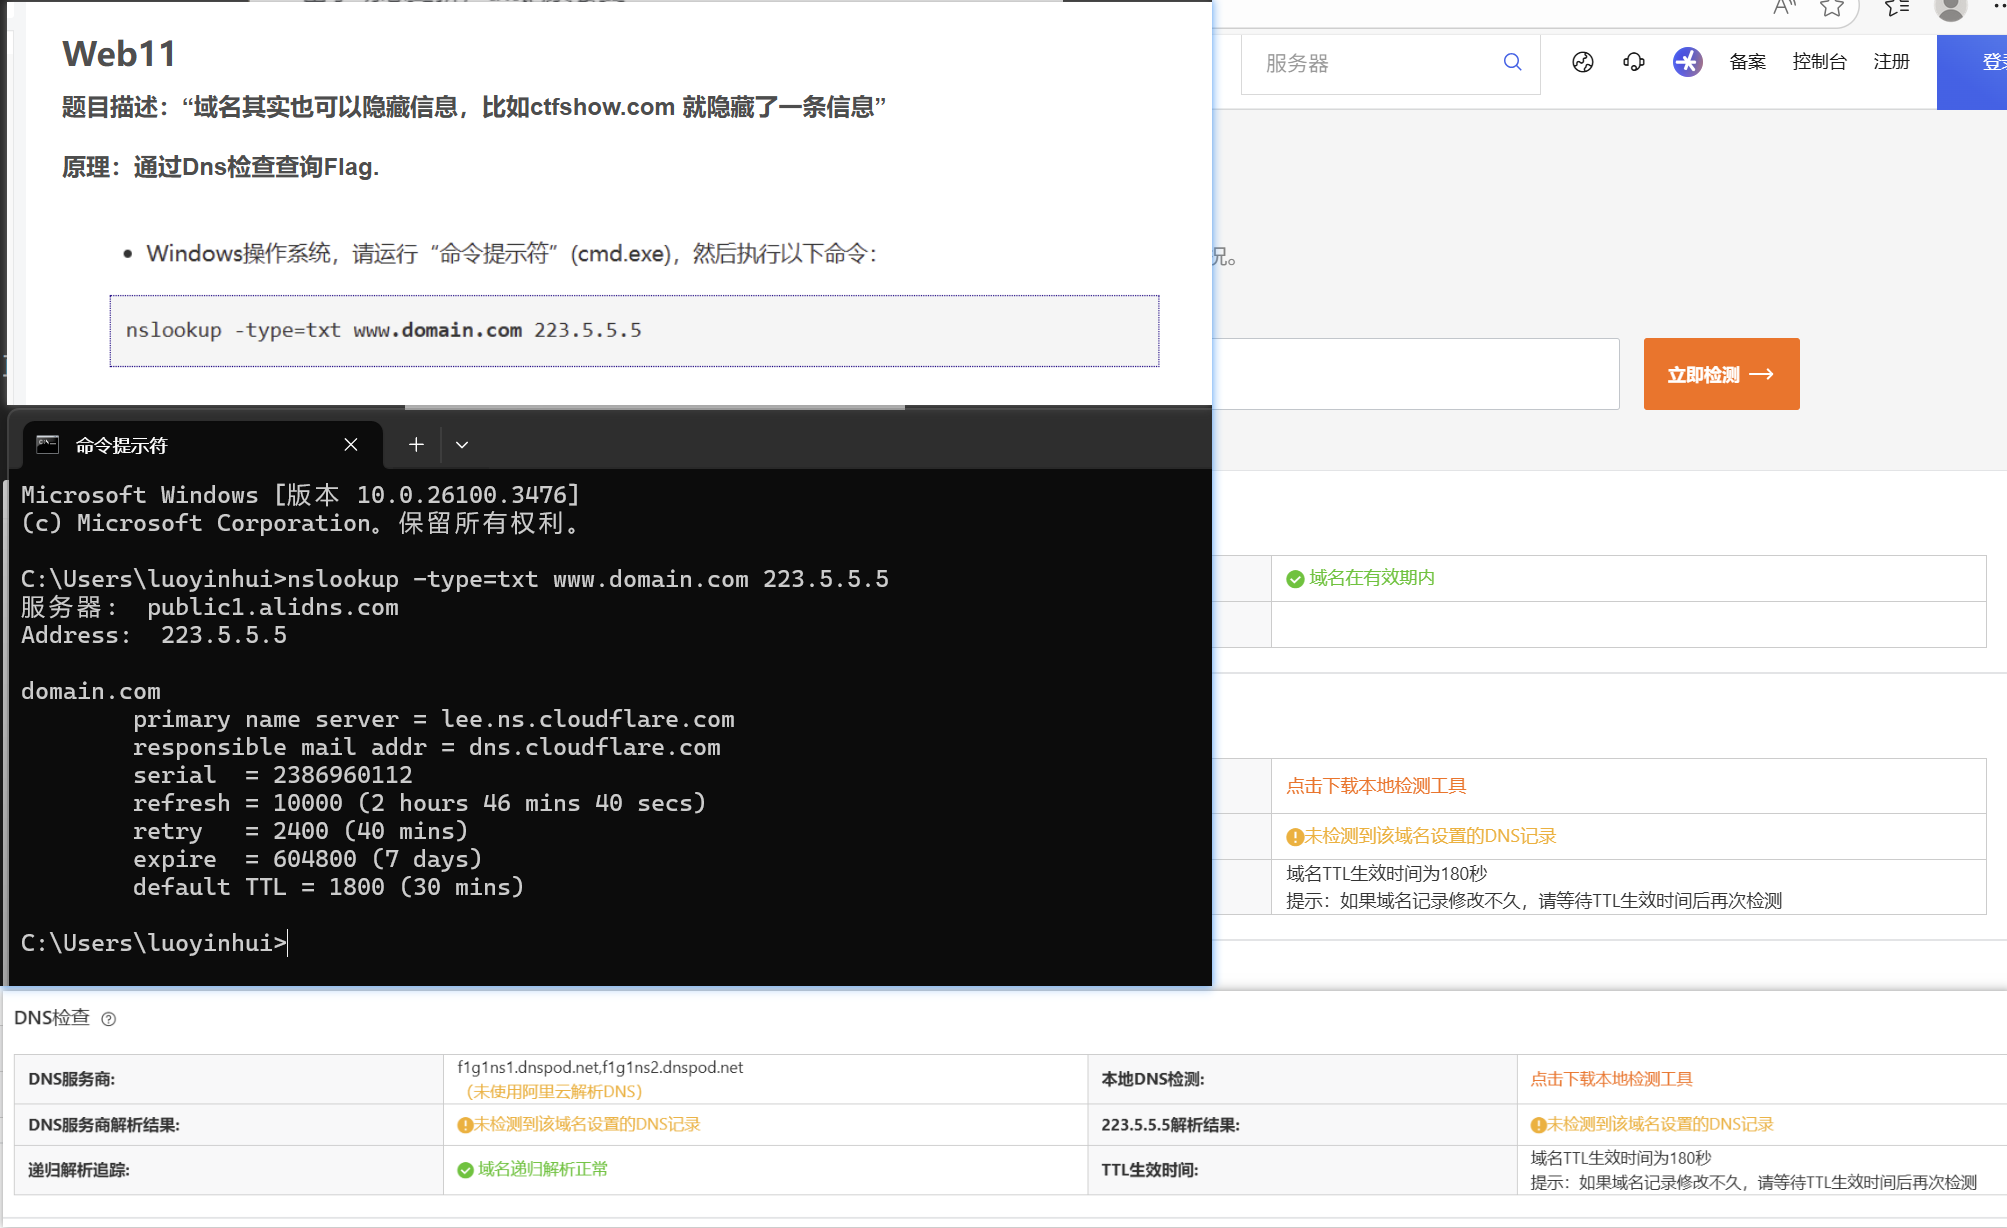 Web11
题目描述：“域名其实也可以隐藏信息，比如ctfshow.com 就隐藏了一条信息”
原理：通过Dns检查查询Flag.
• Windows操作系统，请运行“命令提示符”(cmd.exe)，然后执行以下命令：
nslookup -type=txt www.domain.com 223.5.5.5
服务器
备案
控制台
注册
况。
立即检测
命令提示符
Microsoft Windows [版本 10.0.26100.3476]
(c) Microsoft Corporation。保留所有权利。
C:\Users\luoyinhui>nslookup -type=txt www.domain.com 223.5.5.5
服务器:  public1.alidns.com
Address:  223.5.5.5
domain.com
primary name server = lee.ns.cloudflare.com
responsible mail addr = dns.cloudflare.com
serial  = 2386960112
refresh = 10000 (2 hours 46 mins 40 secs)
retry   = 2400 (40 mins)
expire  = 604800 (7 days)
default TTL = 1800 (30 mins)
C:\Users\luoyinhui>
域名在有效期内
点击下载本地检测工具
未检测到该域名设置的DNS记录
域名TTL生效时间为180秒
提示：如果域名记录修改不久，请等待TTL生效时间后再次检测
DNS检查
DNS服务商:
f1g1ns1.dnspod.net,f1g1ns2.dnspod.net
（未使用阿里云解析DNS）
本地DNS检测:
点击下载本地检测工具
DNS服务商解析结果:
未检测到该域名设置的DNS记录
223.5.5.5解析结果:
未检测到该域名设置的DNS记录
递归解析追踪:
域名递归解析正常
TTL生效时间:
域名TTL生效时间为180秒
提示：如果域名记录修改不久，请等待TTL生效时间后再次检测